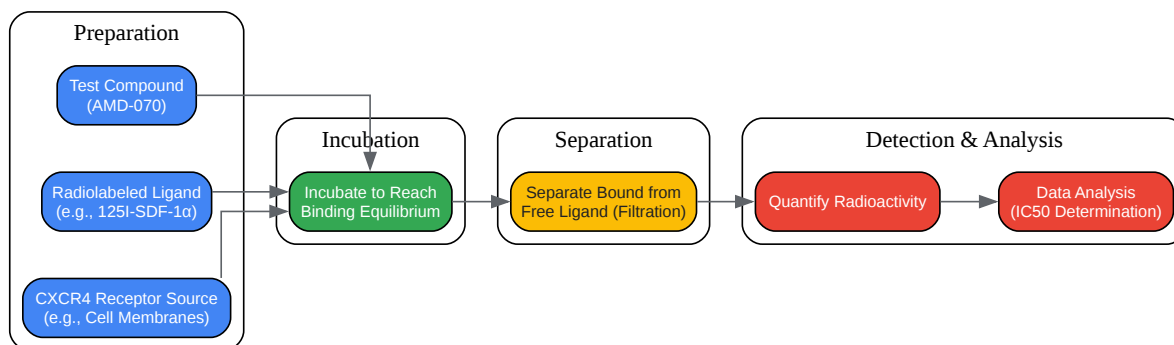 Preparation
Test Compound
(AMD-070)
Radiolabeled Ligand
(e.g., 125I-SDF-1α)
CXCR4 Receptor Source
(e.g., Cell Membranes)
Incubation
Incubate to Reach
Binding Equilibrium
Separation
Separate Bound from
Free Ligand (Filtration)
Detection & Analysis
Quantify Radioactivity
Data Analysis
(IC50 Determination)